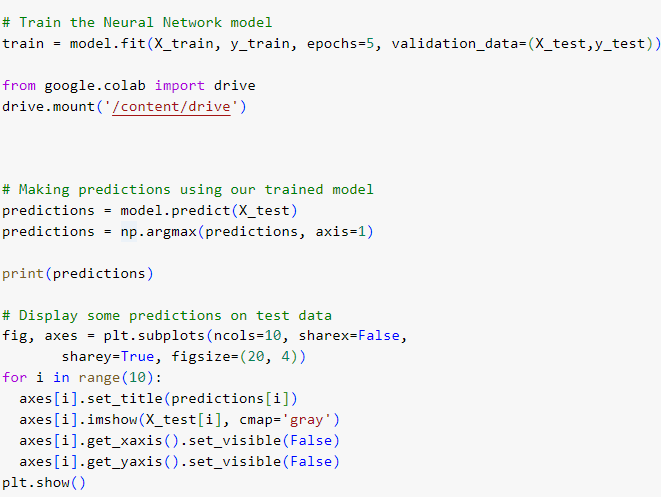 # Train the Neural Network model
train = model.fit(X_train, y_train, epochs=5, validation_data=(X_test,y_test))
from google.colab import drive
drive.mount('/content/drive')
# Making predictions using our trained model
predictions = model.predict(X_test)
predictions = np.argmax(predictions, axis=1)
print(predictions)
# Display some predictions on test data
fig, axes = plt.subplots(ncols=10, sharex=False,
       sharey=True, figsize=(20, 4))
for i in range(10):
  axes[i].set_title(predictions[i])
  axes[i].imshow(X_test[i], cmap='gray')
  axes[i].get_xaxis().set_visible(False)
  axes[i].get_yaxis().set_visible(False)
plt.show()